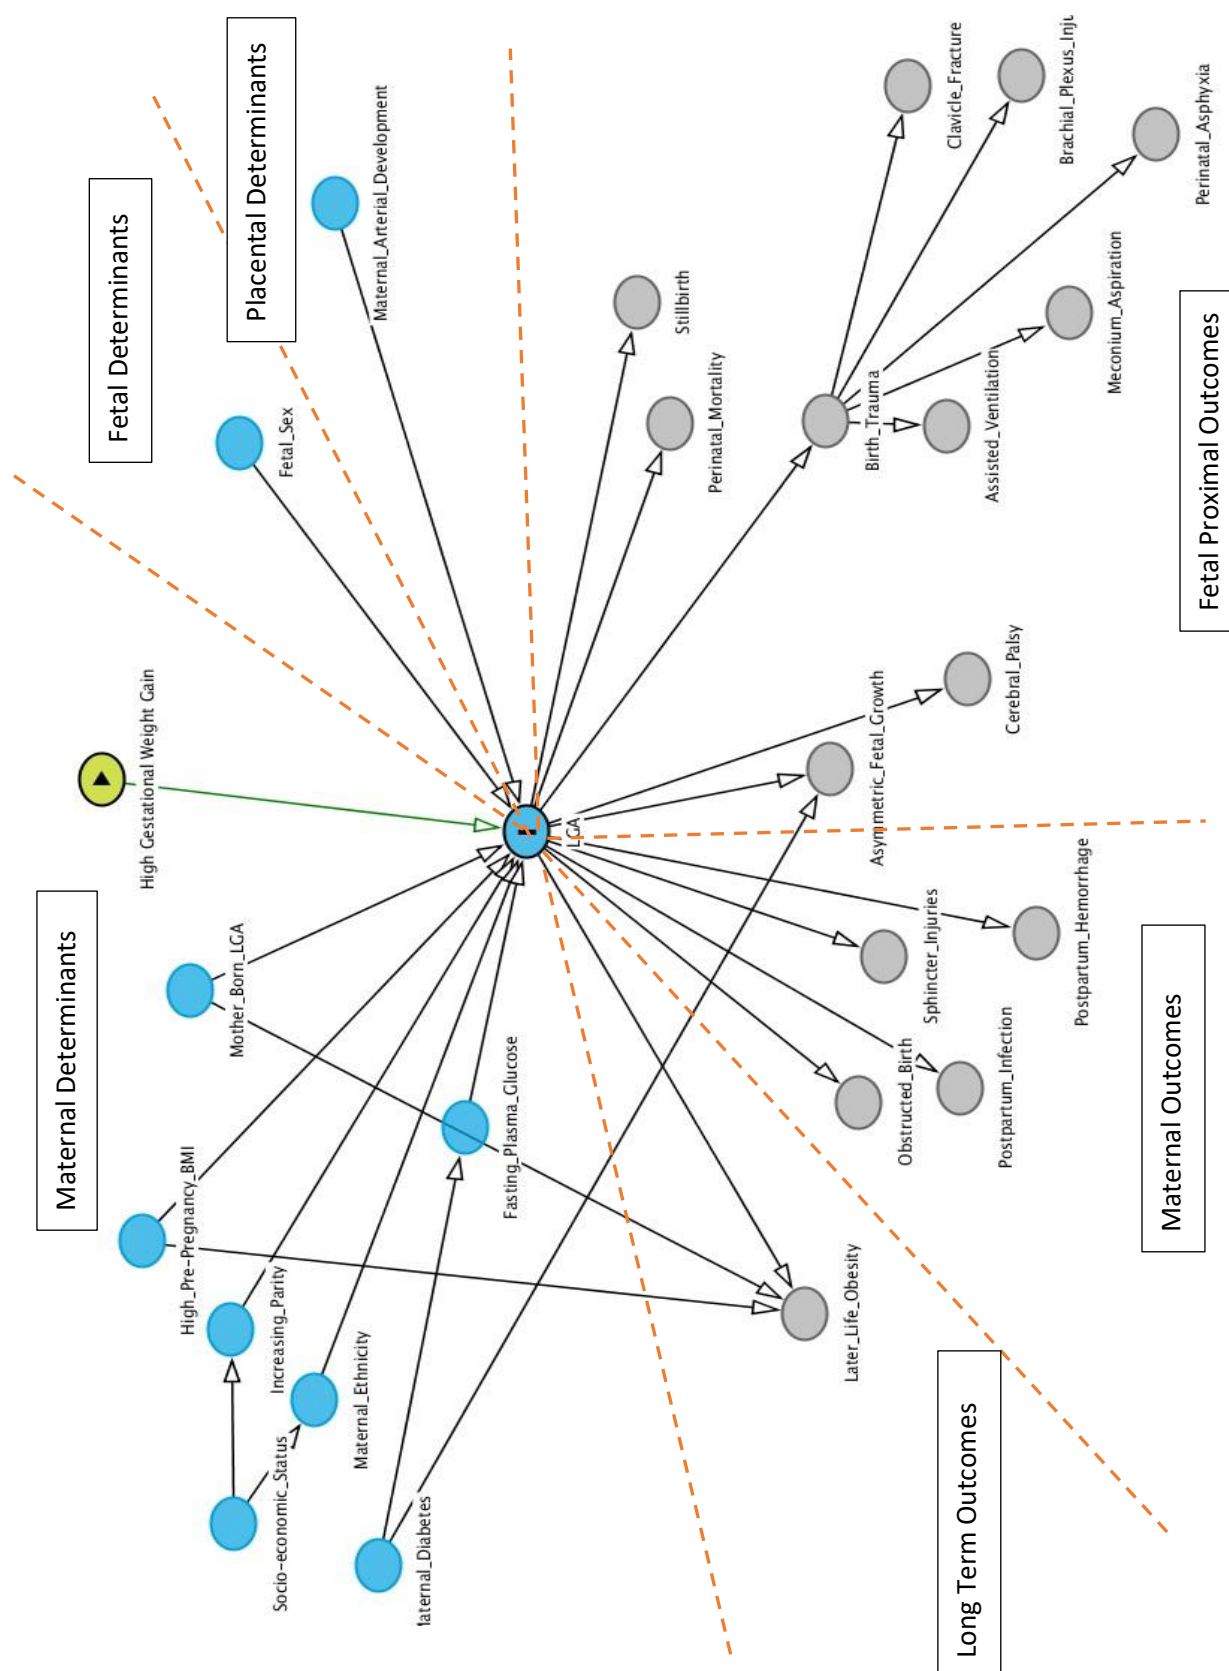 Maternal Determinants
Fetal Determinants
Placental Determinants
High Gestational Weight Gain
Fetal_Sex
Maternal_Arterial_Development
Mother_Born_LGA
High_Pre-Pregnancy_BMI
Increasing_Parity
Socio-economic_Status
Maternal_Ethnicity
Fasting_Plasma_Glucose
laternal_Diabetes
LGA
Stillbirth
Perinatal_Mortality
Birth_Trauma
Clavicle_Fracture
Brachial_Plexus_Inju
Perinatal_Asphyxia
Meconium_Aspiration
Assisted_Ventilation
Cerebral_Palsy
Asymmetric_Fetal_Growth
Sphincter_Injuries
Postpartum_Hemorrhage
Obstructed_Birth
Postpartum_Infection
Later_Life_Obesity
Long Term Outcomes
Maternal Outcomes
Fetal Proximal Outcomes